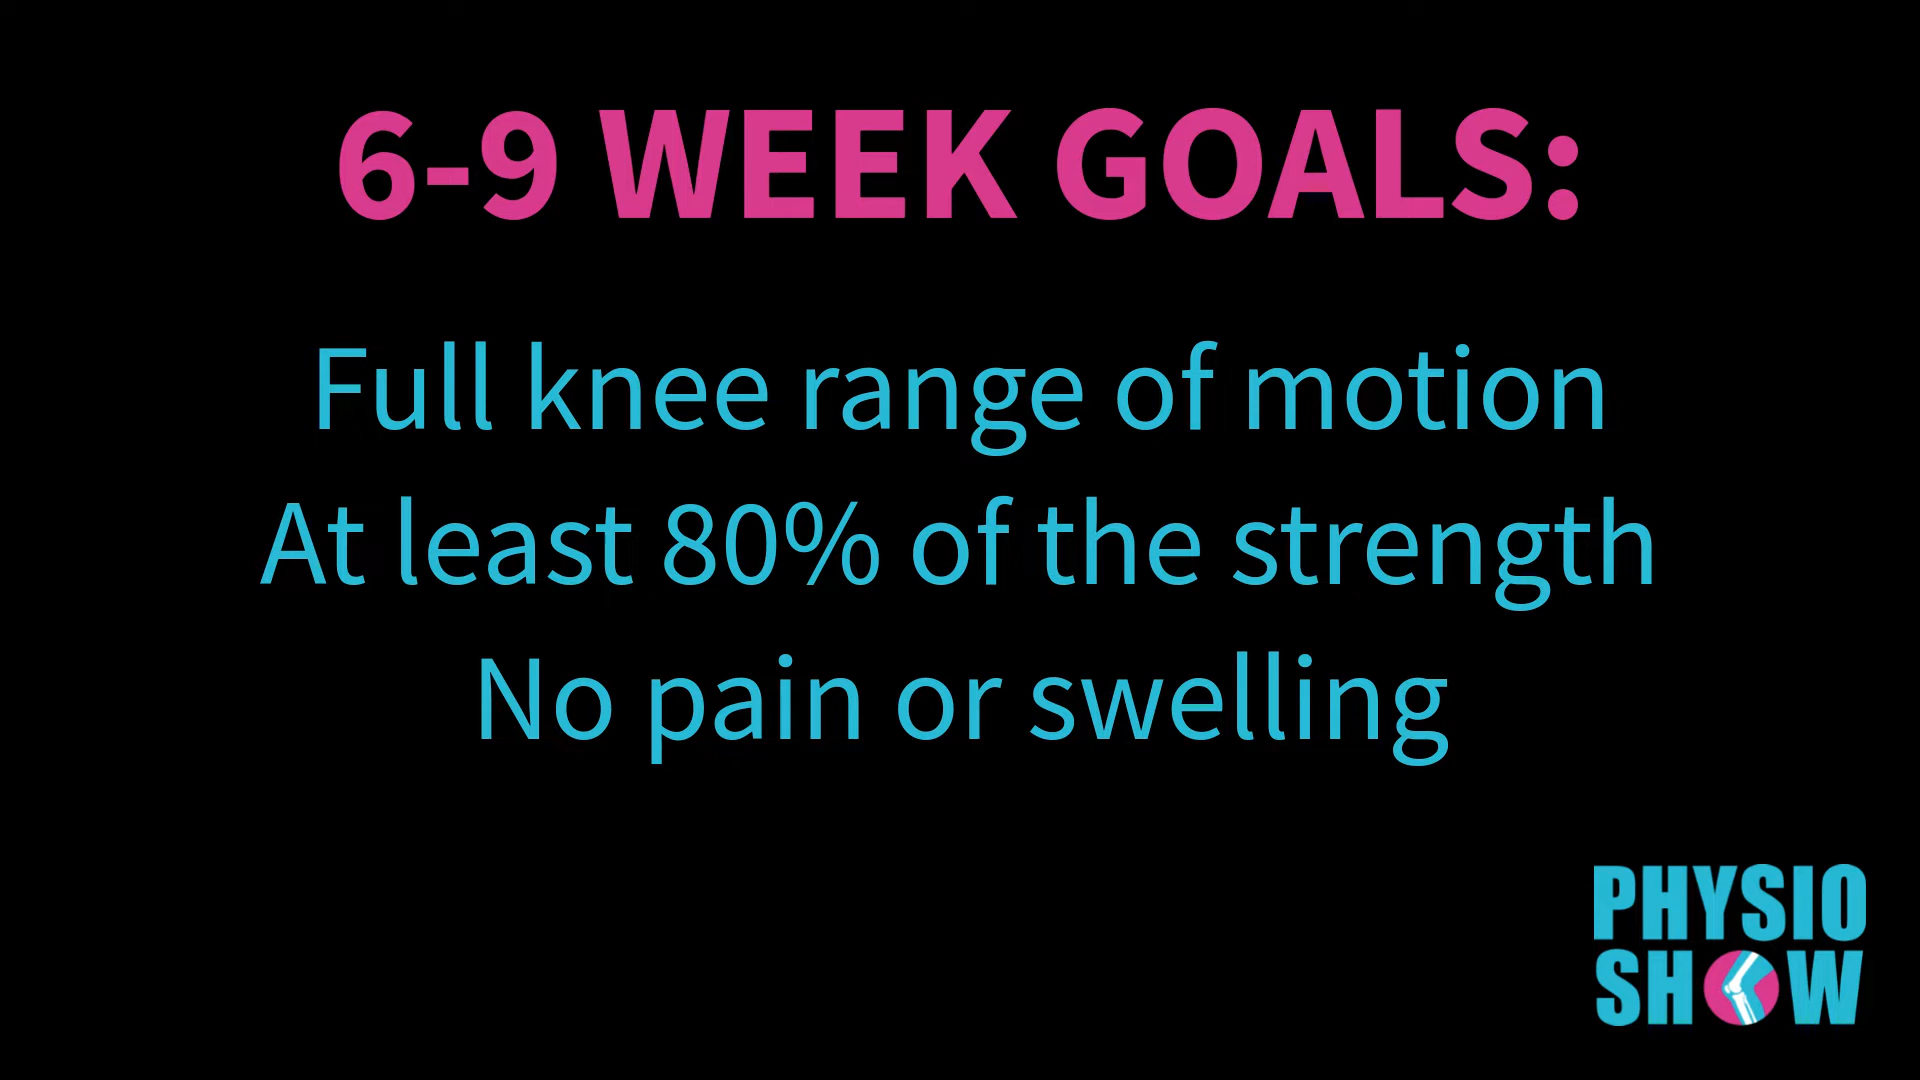 6-9 WEEK GOALS:
Full knee range of motion
At least 80% of the strength
No pain or swelling
PHYSIO
SHOW